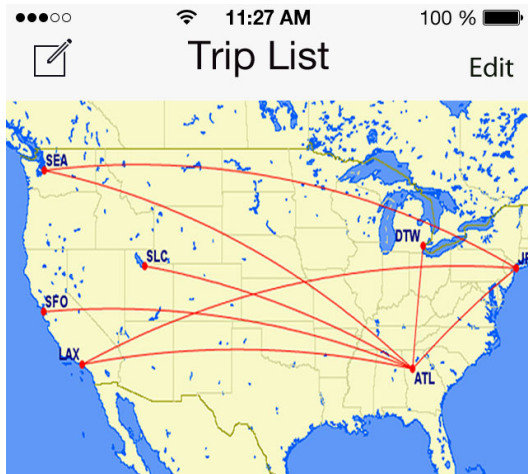 11:27 AM
100 %
Trip List
Edit
SEA
DTW
SLC
SFO
LAX
ATL